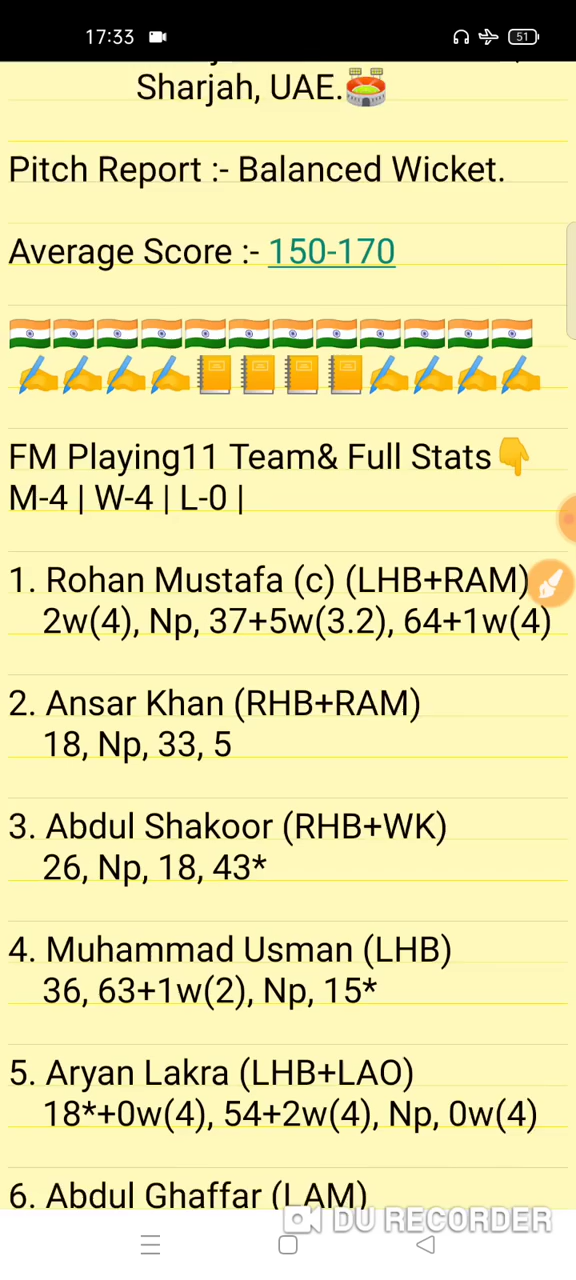 17:33
51
Sharjah, UAE.
Pitch Report :- Balanced Wicket.
Average Score :- 150-170
FM Playing11 Team& Full Stats
M-4 | W-4 | L-0 |
1. Rohan Mustafa (c) (LHB+RAM)
2w(4), Np, 37+5w(3.2), 64+1w(4)
2. Ansar Khan (RHB+RAM)
18, Np, 33, 5
3. Abdul Shakoor (RHB+WK)
26, Np, 18, 43*
4. Muhammad Usman (LHB)
36, 63+1w(2), Np, 15*
5. Aryan Lakra (LHB+LAO)
18*+0w(4), 54+2w(4), Np, 0w(4)
6. Abdul Ghaffar (LAM)
DU RECORDER